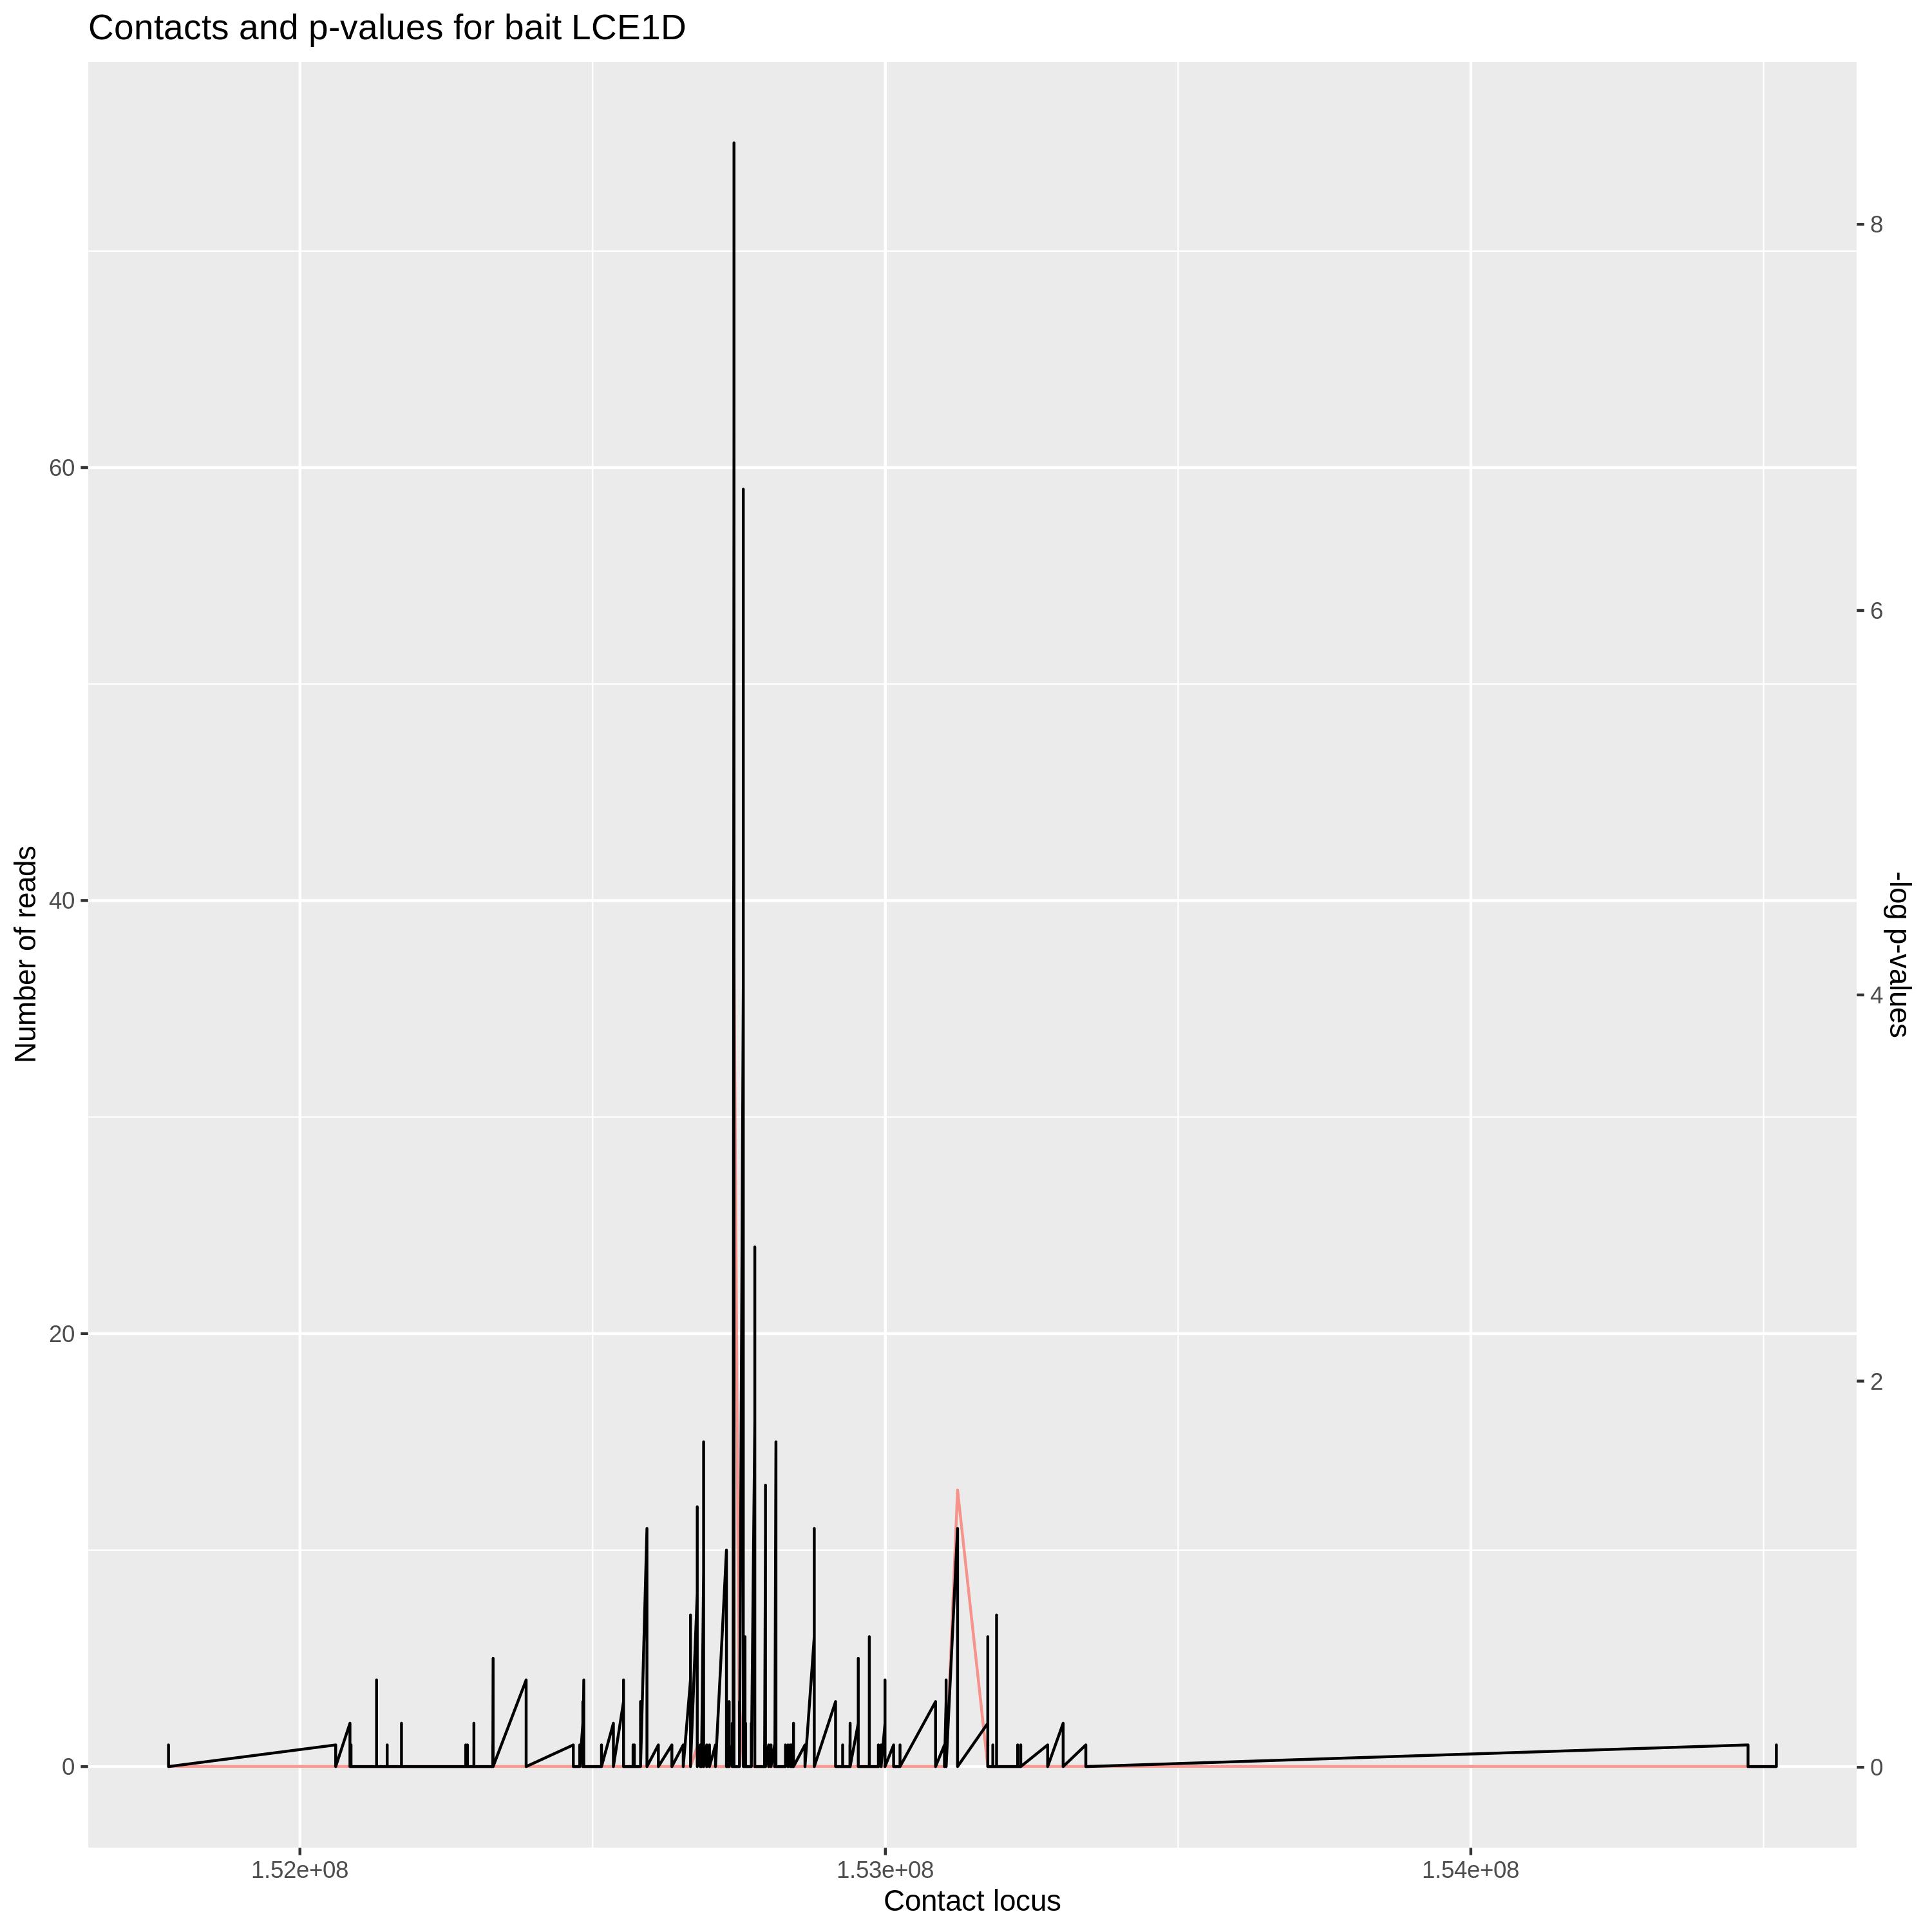 Contacts and p-values for bait LCE1D
Number of reads
60
40
20
0
8
6
4
2
0
-log p-values
1.52e+08
1.53e+08
1.54e+08
Contact locus